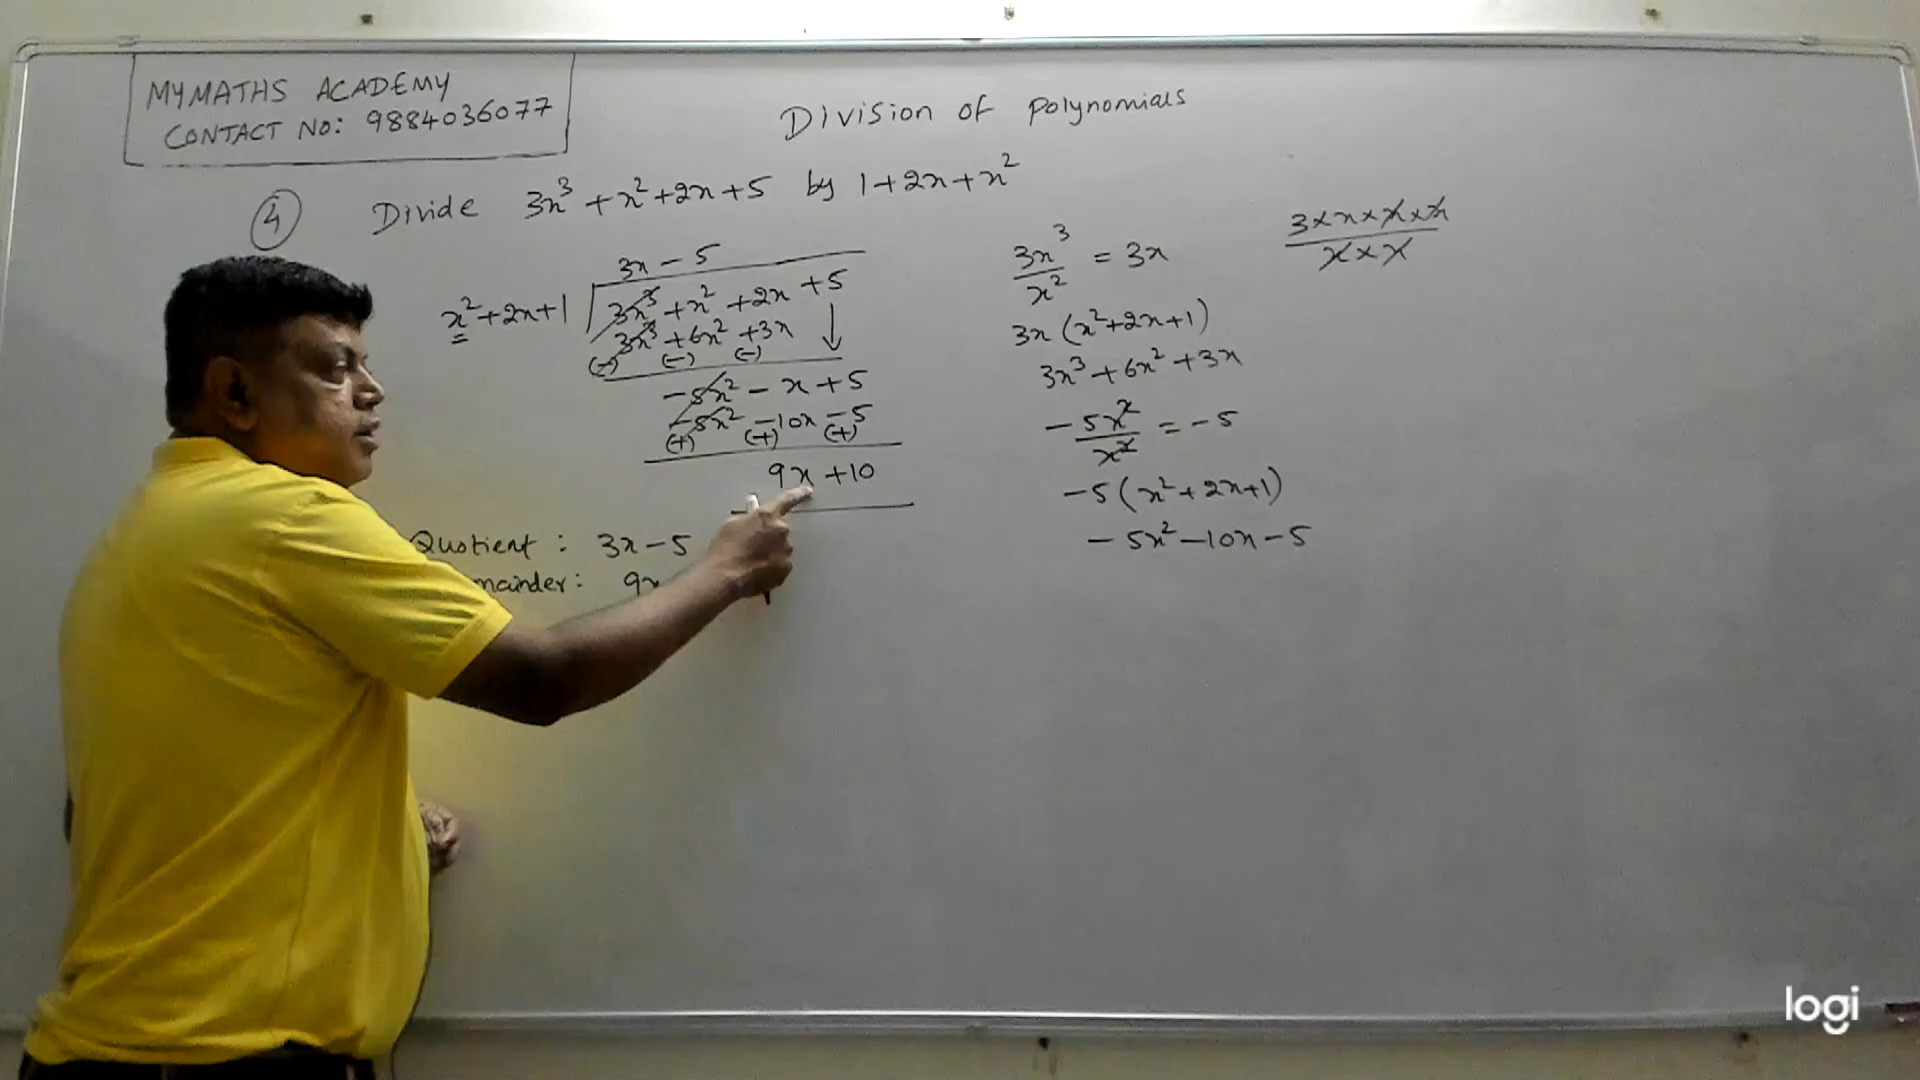 MYMATHS ACADEMY
CONTACT NO: 9884036077
Division of Polynomials
4 Divide 3x³ + x² + 2x + 5 by 1 + 2x + x²
3x - 5
x² + 2x + 1 3x³ + x² + 2x + 5
3x³ + 6x² + 3x
(-) (-) (-)
-5x² - x + 5
-5x² - 10x - 5
(+) (+) (+)
9x + 10
Quotient : 3x - 5
mainder : 9x
3x³/x² = 3x
3x(x² + 2x + 1)
3x³ + 6x² + 3x
-5x²/x² = -5
-5(x² + 2x + 1)
-5x² - 10x - 5
3 × x × x × x
x × x
logi